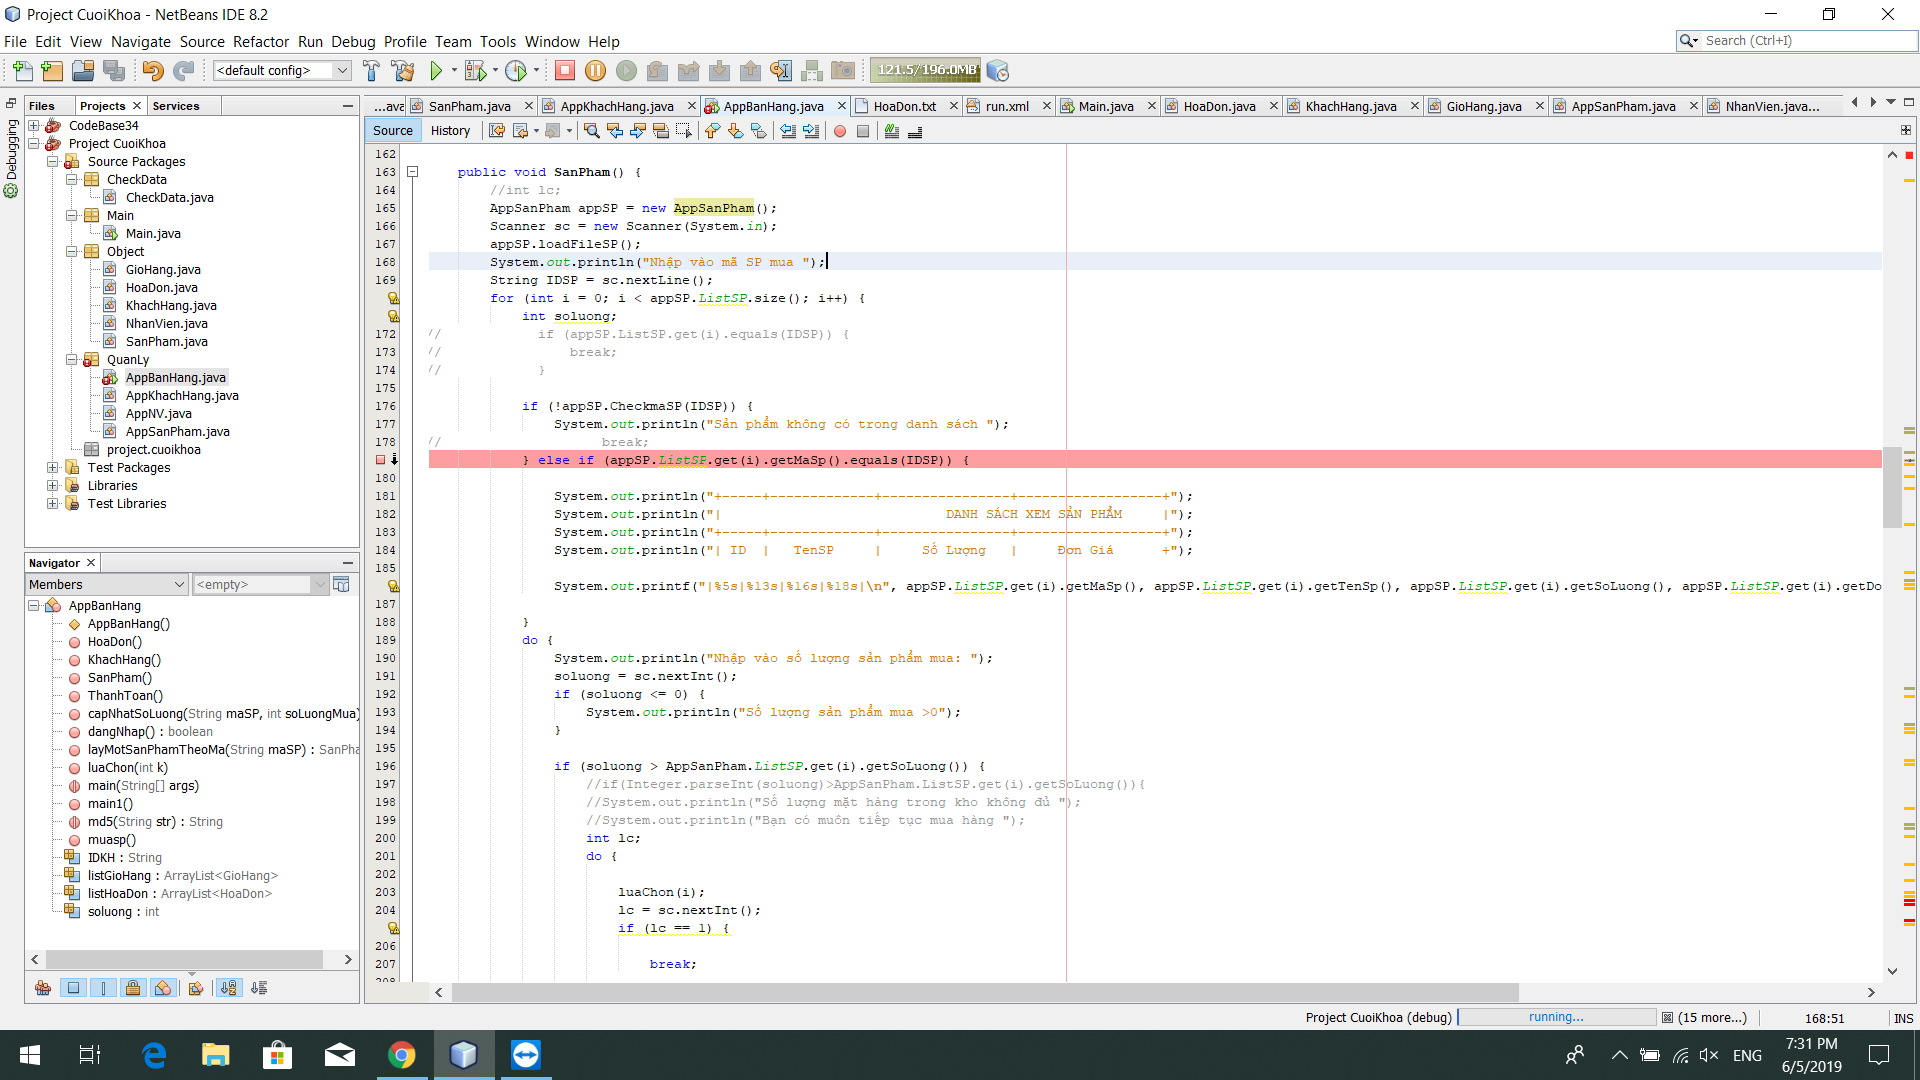 Project CuoiKhoa - NetBeans IDE 8.2
File Edit View Navigate Source Refactor Run Debug Profile Team Tools Window Help
Search (Ctrl+I)
<default config>
121.5/196.0MB
Files Projects Services
...ava SanPham.java AppKhachHang.java AppBanHang.java HoaDon.txt run.xml Main.java HoaDon.java KhachHang.java GioHang.java AppSanPham.java NhanVien.java...
Debugging
Source History
CodeBase34
Project CuoiKhoa
Source Packages
CheckData
CheckData.java
Main
Main.java
Object
GioHang.java
HoaDon.java
KhachHang.java
NhanVien.java
SanPham.java
QuanLy
AppBanHang.java
AppKhachHang.java
AppNV.java
AppSanPham.java
project.cuoikhoa
Test Packages
Libraries
Test Libraries
Navigator
Members <empty>
AppBanHang
AppBanHang()
HoaDon()
KhachHang()
SanPham()
ThanhToan()
capNhatSoLuong(String maSP, int soLuongMua)
dangNhap() : boolean
layMotSanPhamTheoMa(String maSP) : SanPha
luaChon(int k)
main(String[] args)
main1()
md5(String str) : String
muasp()
IDKH : String
listGioHang : ArrayList<GioHang>
listHoaDon : ArrayList<HoaDon>
soluong : int
162
163 public void SanPham() {
164 //int lc;
165 AppSanPham appSP = new AppSanPham();
166 Scanner sc = new Scanner(System.in);
167 appSP.loadFileSP();
168 System.out.println("Nhập vào mã SP mua ");
169 String IDSP = sc.nextLine();
for (int i = 0; i < appSP.ListSP.size(); i++) {
int soluong;
172 // if (appSP.ListSP.get(i).equals(IDSP)) {
173 // break;
174 // }
175
176 if (!appSP.CheckmaSP(IDSP)) {
177 System.out.println("Sản phẩm không có trong danh sách ");
178 // break;
} else if (appSP.ListSP.get(i).getMaSp().equals(IDSP)) {
180
181 System.out.println("+-----+-------------+----------------+------------------+");
182 System.out.println("| DANH SÁCH XEM SẢN PHẨM |");
183 System.out.println("+-----+-------------+----------------+------------------+");
184 System.out.println("| ID | TenSP | Số Lượng | Đơn Giá +");
185
System.out.printf("|%5s|%13s|%16s|%18s|\n", appSP.ListSP.get(i).getMaSp(), appSP.ListSP.get(i).getTenSp(), appSP.ListSP.get(i).getSoLuong(), appSP.ListSP.get(i).getDo
187
188 }
189 do {
190 System.out.println("Nhập vào số lượng sản phẩm mua: ");
191 soluong = sc.nextInt();
192 if (soluong <= 0) {
193 System.out.println("Số lượng sản phẩm mua >0");
194 }
195
196 if (soluong > AppSanPham.ListSP.get(i).getSoLuong()) {
197 //if(Integer.parseInt(soluong)>AppSanPham.ListSP.get(i).getSoLuong()){
198 //System.out.println("Số lượng mặt hàng trong kho không đủ ");
199 //System.out.println("Bạn có muôn tiếp tục mua hàng ");
200 int lc;
201 do {
202
203 luaChon(i);
204 lc = sc.nextInt();
if (lc == 1) {
206
207 break;
208
Project CuoiKhoa (debug) running... (15 more...) 168:51 INS
ENG 7:31 PM
6/5/2019